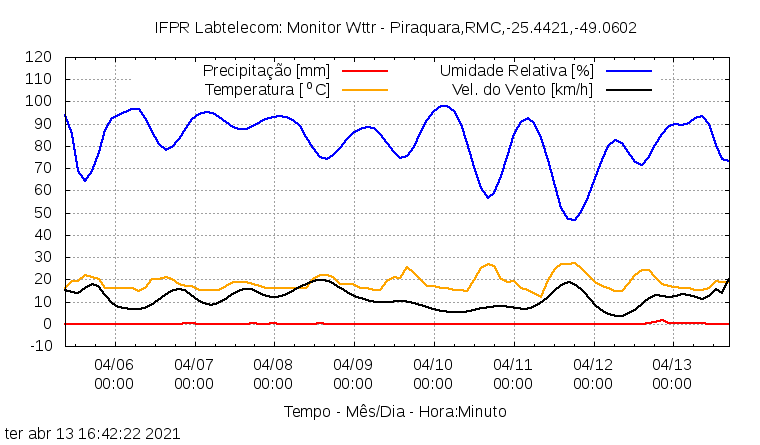 IFPR Labtelecom: Monitor Wttr - Piraquara,RMC,-25.4421,-49.0602
120
110
100
90
80
70
60
50
40
30
20
10
0
-10
Precipitação [mm]
Temperatura [ ⁰C]
Umidade Relativa [%]
Vel. do Vento [km/h]
04/06 04/07 04/08 04/09 04/10 04/11 04/12 04/13
00:00 00:00 00:00 00:00 00:00 00:00 00:00 00:00
Tempo - Mês/Dia - Hora:Minuto
ter abr 13 16:42:22 2021